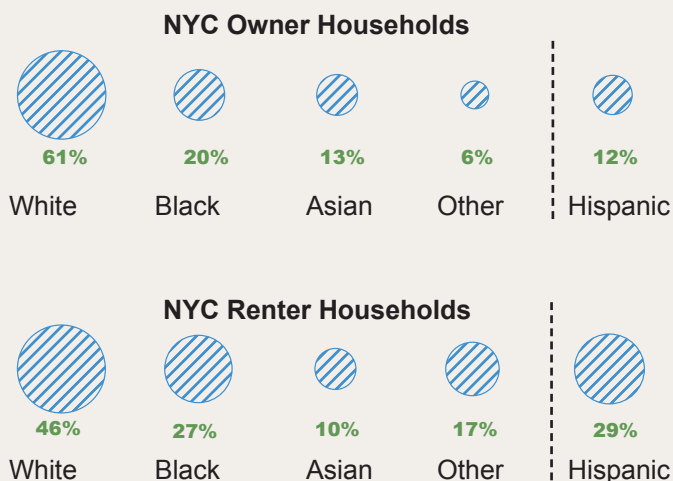 NYC Owner Households
61% 20% 13% 6% 12%
White Black Asian Other Hispanic
NYC Renter Households
46% 27% 10% 17% 29%
White Black Asian Other Hispanic